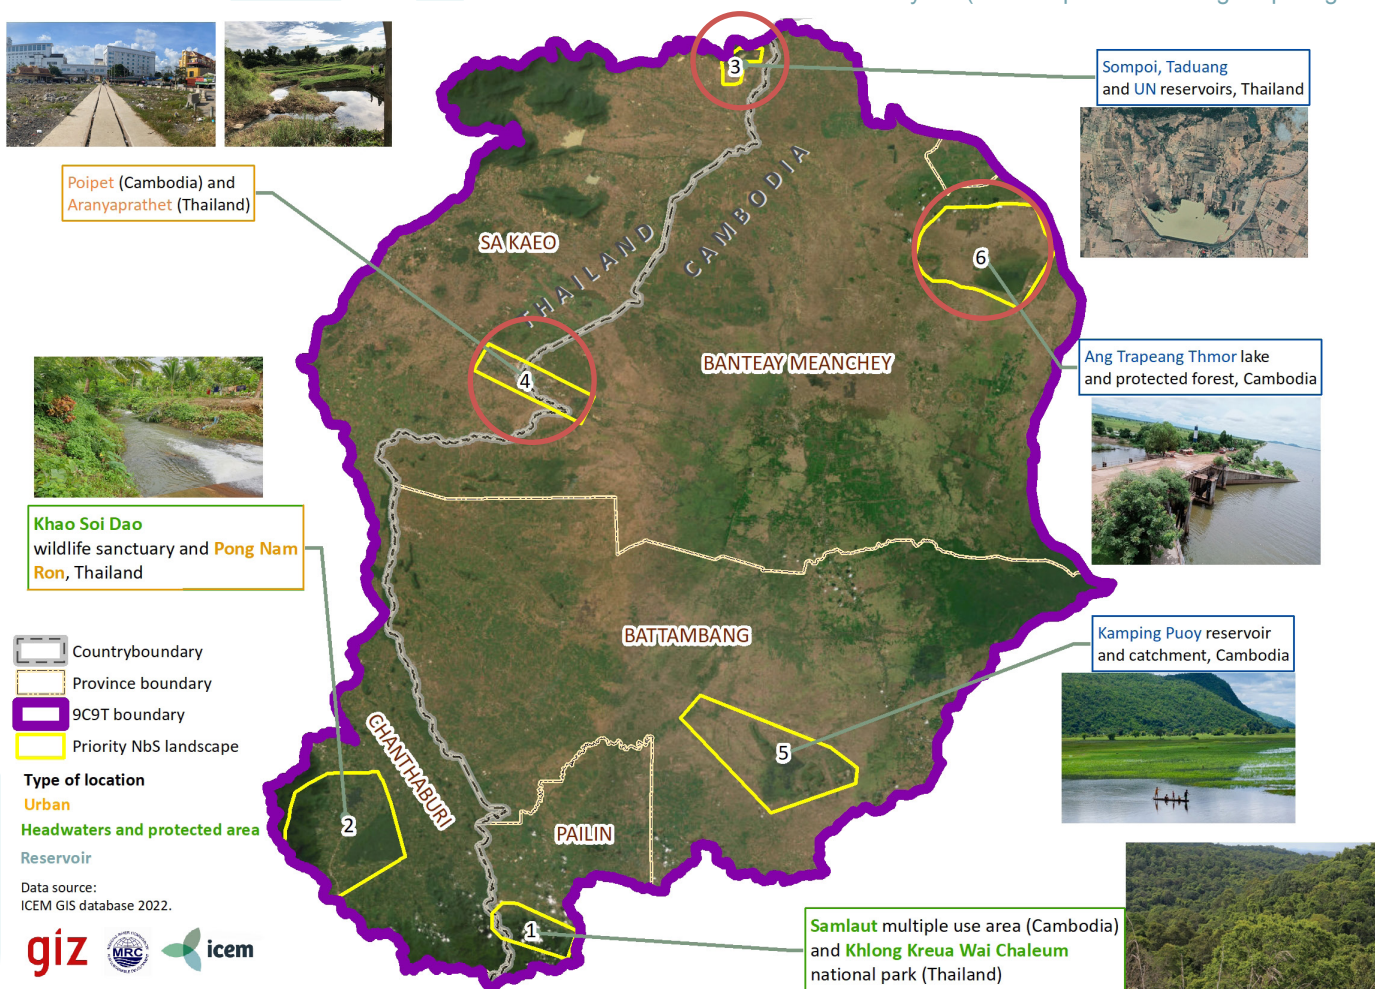 Sompoi, Taduang
and UN reservoirs, Thailand
3
Poipet (Cambodia) and
Aranyaprathet (Thailand)
SA KAEO
THAILAND
CAMBODIA
6
BANTEAY MEANCHEY
Ang Trapeang Thmor lake
and protected forest, Cambodia
4
Khao Soi Dao
wildlife sanctuary and Pong Nam
Ron, Thailand
BATTAMBANG
Kamping Puoy reservoir
and catchment, Cambodia
Countryboundary
Province boundary
9C9T boundary
Priority NbS landscape
CHANTHABURI
5
2
PAILIN
Type of location
Urban
Headwaters and protected area
Reservoir
Data source:
ICEM GIS database 2022.
1
Samlaut multiple use area (Cambodia)
and Khlong Kreua Wai Chaleum
national park (Thailand)
giz
MRC
icem